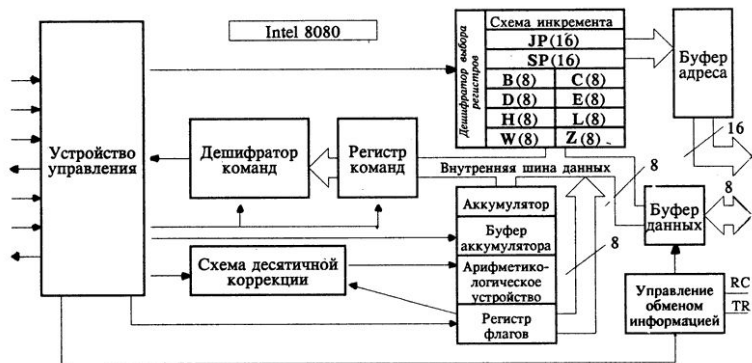 Intel 8080
Дешифратор выбора
регистров
Схема инкремента
JP(16)
SP(16)
B(8) C(8)
D(8) E(8)
H(8) L(8)
W(8) Z(8)
Буфер
адреса
16
Устройство
управления
Дешифратор
команд
Регистр
команд
Внутренняя шина данных
8
8
Буфер
данных
Аккумулятор
Буфер
аккумулятора
8
Арифметико-
логическое
устройство
Регистр
флагов
Схема десятичной
коррекции
Управление
обменом
информацией
RC
TR